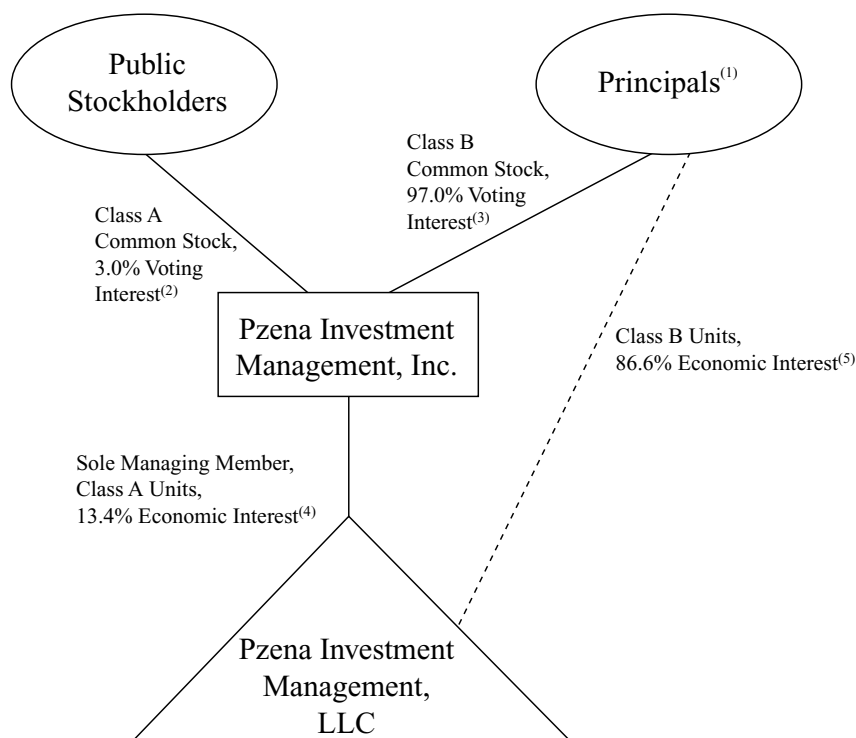 Public
Stockholders
Principals(1)
Class B
Common Stock,
97.0% Voting
Interest(3)
Class A
Common Stock,
3.0% Voting
Interest(2)
Pzena Investment
Management, Inc.
Class B Units,
86.6% Economic Interest(5)
Sole Managing Member,
Class A Units,
13.4% Economic Interest(4)
Pzena Investment
Management,
LLC